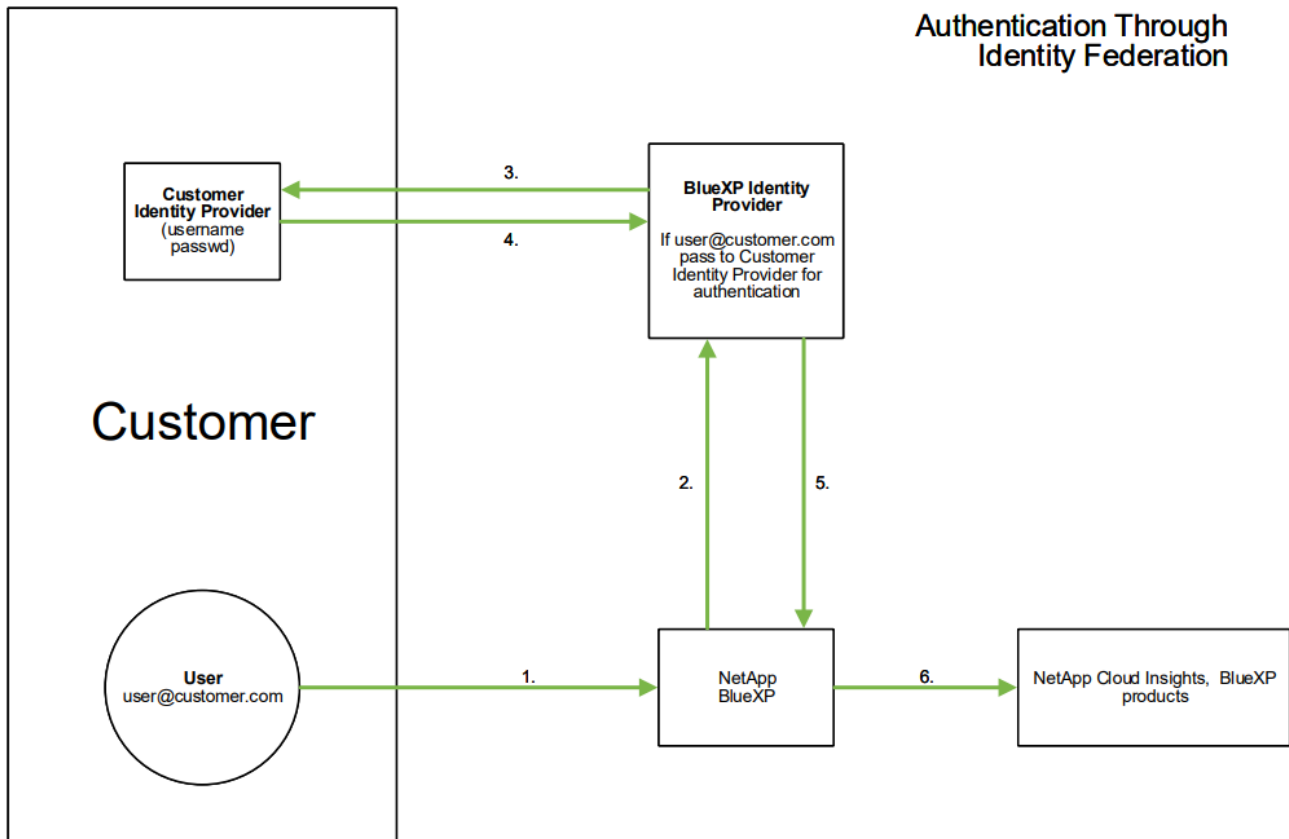 Authentication Through
Identity Federation
Customer
Identity Provider
(username
passwd)
3.
4.
BlueXP Identity
Provider
If user@customer.com
pass to Customer
Identity Provider for
authentication
Customer
2.
5.
User
user@customer.com
1.
NetApp
BlueXP
6.
NetApp Cloud Insights, BlueXP
products